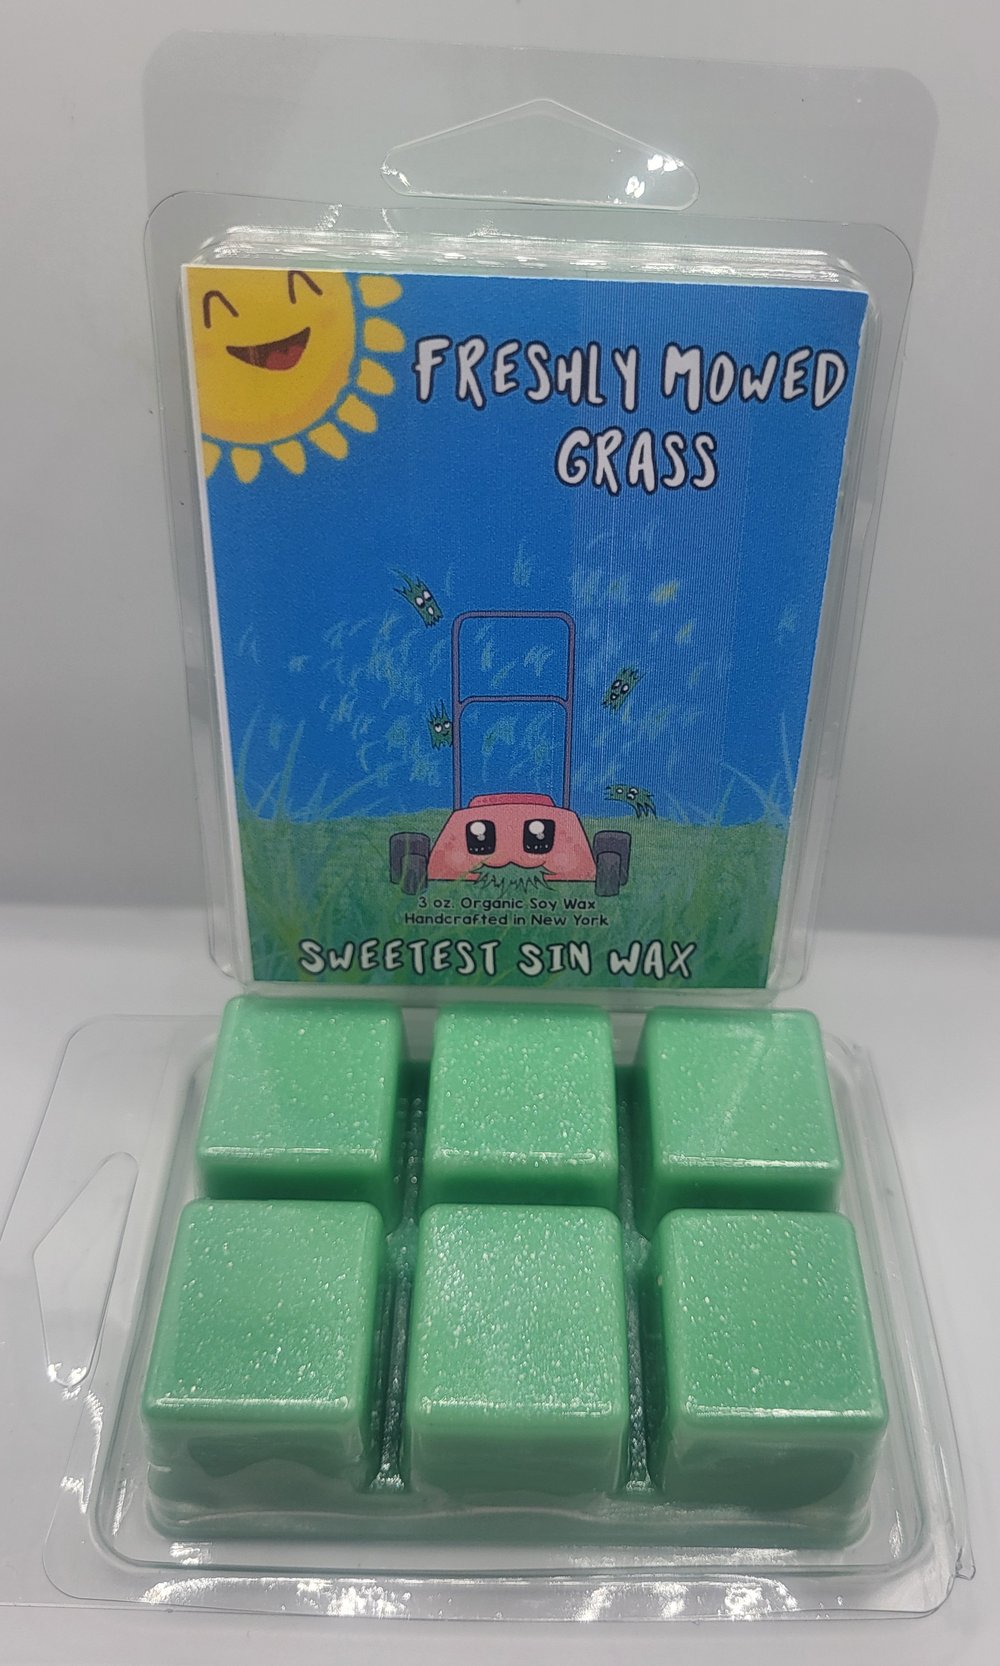 FRESHLY MOWED
GRASS
3 oz. Organic Soy Wax
Handcrafted in New York
SWEETEST SIN WAX